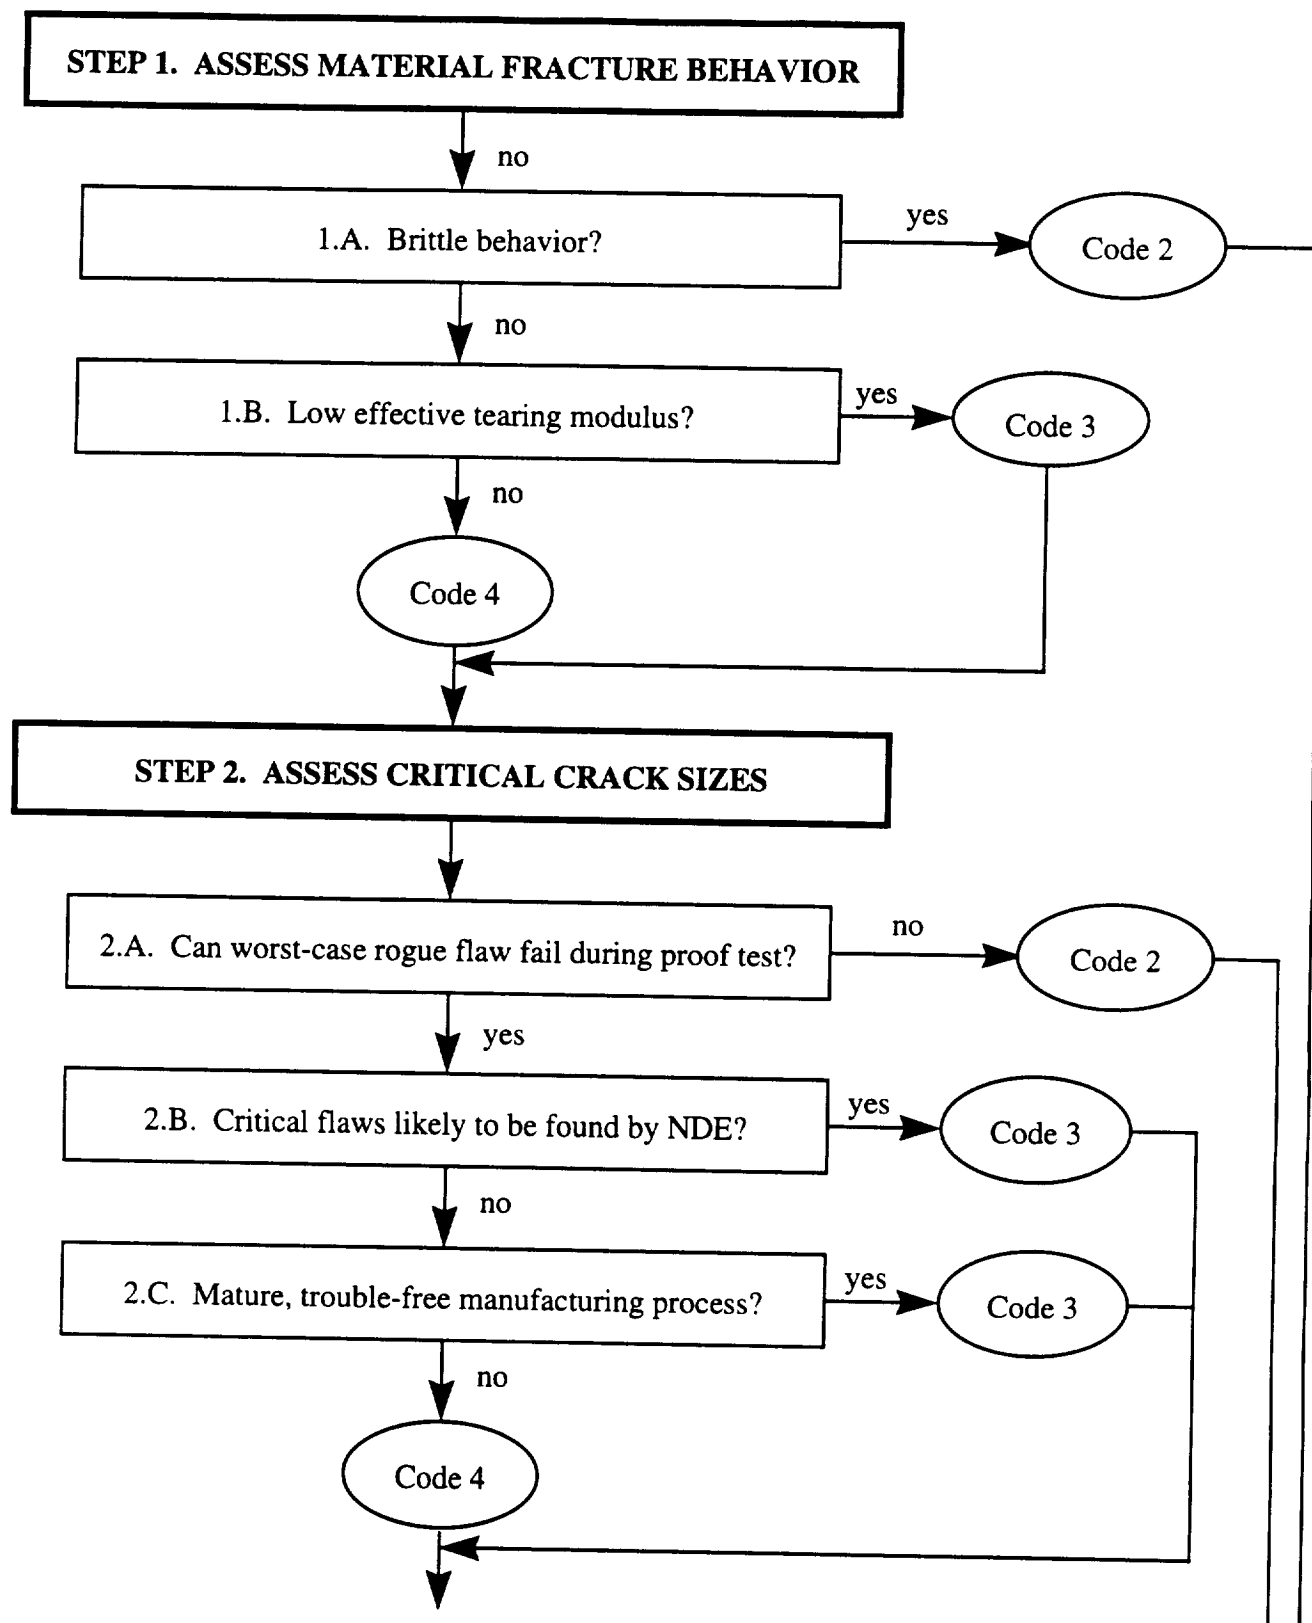 STEP 1. ASSESS MATERIAL FRACTURE BEHAVIOR
no
1.A. Brittle behavior?
yes
Code 2
no
1.B. Low effective tearing modulus?
yes
Code 3
no
Code 4
STEP 2. ASSESS CRITICAL CRACK SIZES
2.A. Can worst-case rogue flaw fail during proof test?
no
Code 2
yes
2.B. Critical flaws likely to be found by NDE?
yes
Code 3
no
2.C. Mature, trouble-free manufacturing process?
yes
Code 3
no
Code 4